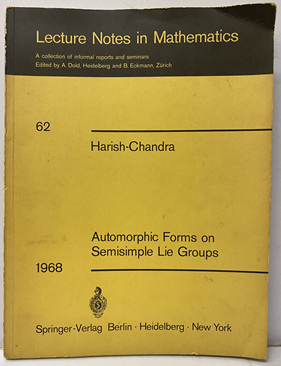 Lecture Notes in Mathematics
A collection of informal reports and seminars
Edited by A. Dold, Heidelberg and B. Eckmann, Zürich
62
Harish-Chandra
Automorphic Forms on
Semisimple Lie Groups
1968
Springer-Verlag Berlin · Heidelberg · New York